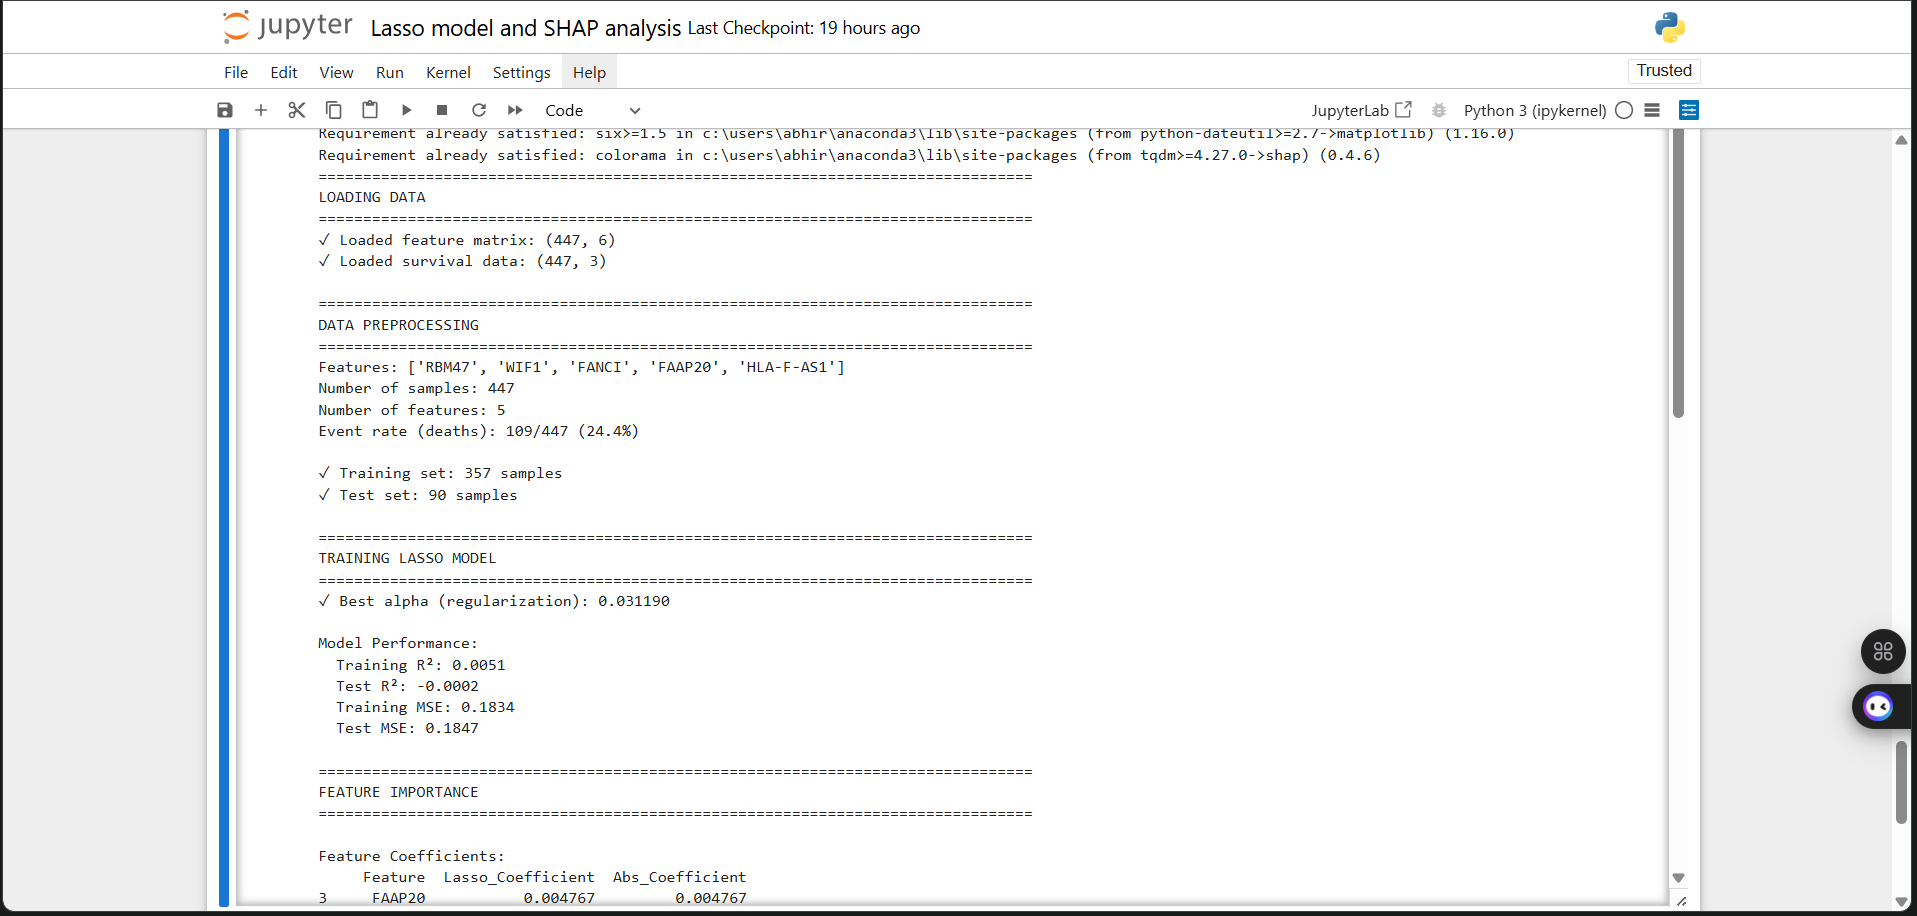 jupyter Lasso model and SHAP analysis Last Checkpoint: 19 hours ago
File Edit View Run Kernel Settings Help Trusted
Code JupyterLab Python 3 (ipykernel)
Requirement already satisfied: six>=1.5 in c:\users\abhir\anaconda3\lib\site-packages (from python-dateutil>=2.7->matplotlib) (1.16.0)
Requirement already satisfied: colorama in c:\users\abhir\anaconda3\lib\site-packages (from tqdm>=4.27.0->shap) (0.4.6)
================================================================================
LOADING DATA
================================================================================
✓ Loaded feature matrix: (447, 6)
✓ Loaded survival data: (447, 3)
================================================================================
DATA PREPROCESSING
================================================================================
Features: ['RBM47', 'WIF1', 'FANCI', 'FAAP20', 'HLA-F-AS1']
Number of samples: 447
Number of features: 5
Event rate (deaths): 109/447 (24.4%)
✓ Training set: 357 samples
✓ Test set: 90 samples
================================================================================
TRAINING LASSO MODEL
================================================================================
✓ Best alpha (regularization): 0.031190
Model Performance:
Training R²: 0.0051
Test R²: -0.0002
Training MSE: 0.1834
Test MSE: 0.1847
================================================================================
FEATURE IMPORTANCE
================================================================================
Feature Coefficients:
Feature Lasso_Coefficient Abs_Coefficient
3 FAAP20 0.004767 0.004767